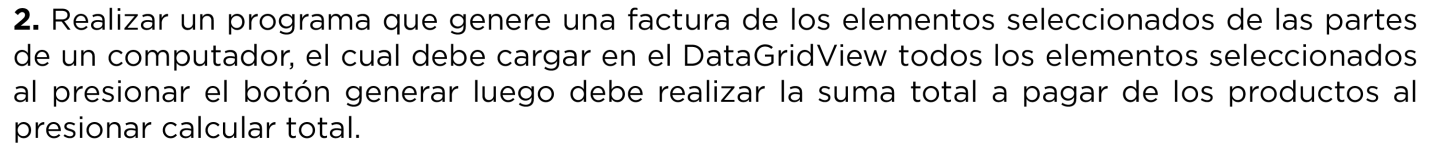 2. Realizar un programa que genere una factura de los elementos seleccionados de las partes
de un computador, el cual debe cargar en el DataGridView todos los elementos seleccionados
al presionar el botón generar luego debe realizar la suma total a pagar de los productos al
presionar calcular total.